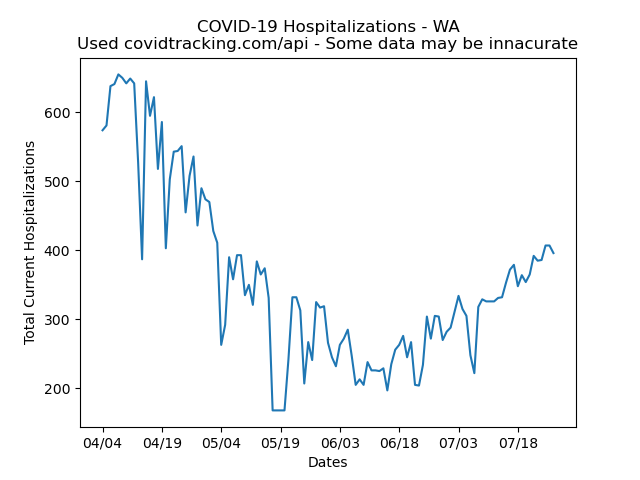 COVID-19 Hospitalizations - WA
Used covidtracking.com/api - Some data may be innacurate
Total Current Hospitalizations
600
500
400
300
200
04/04 04/19 05/04 05/19 06/03 06/18 07/03 07/18
Dates